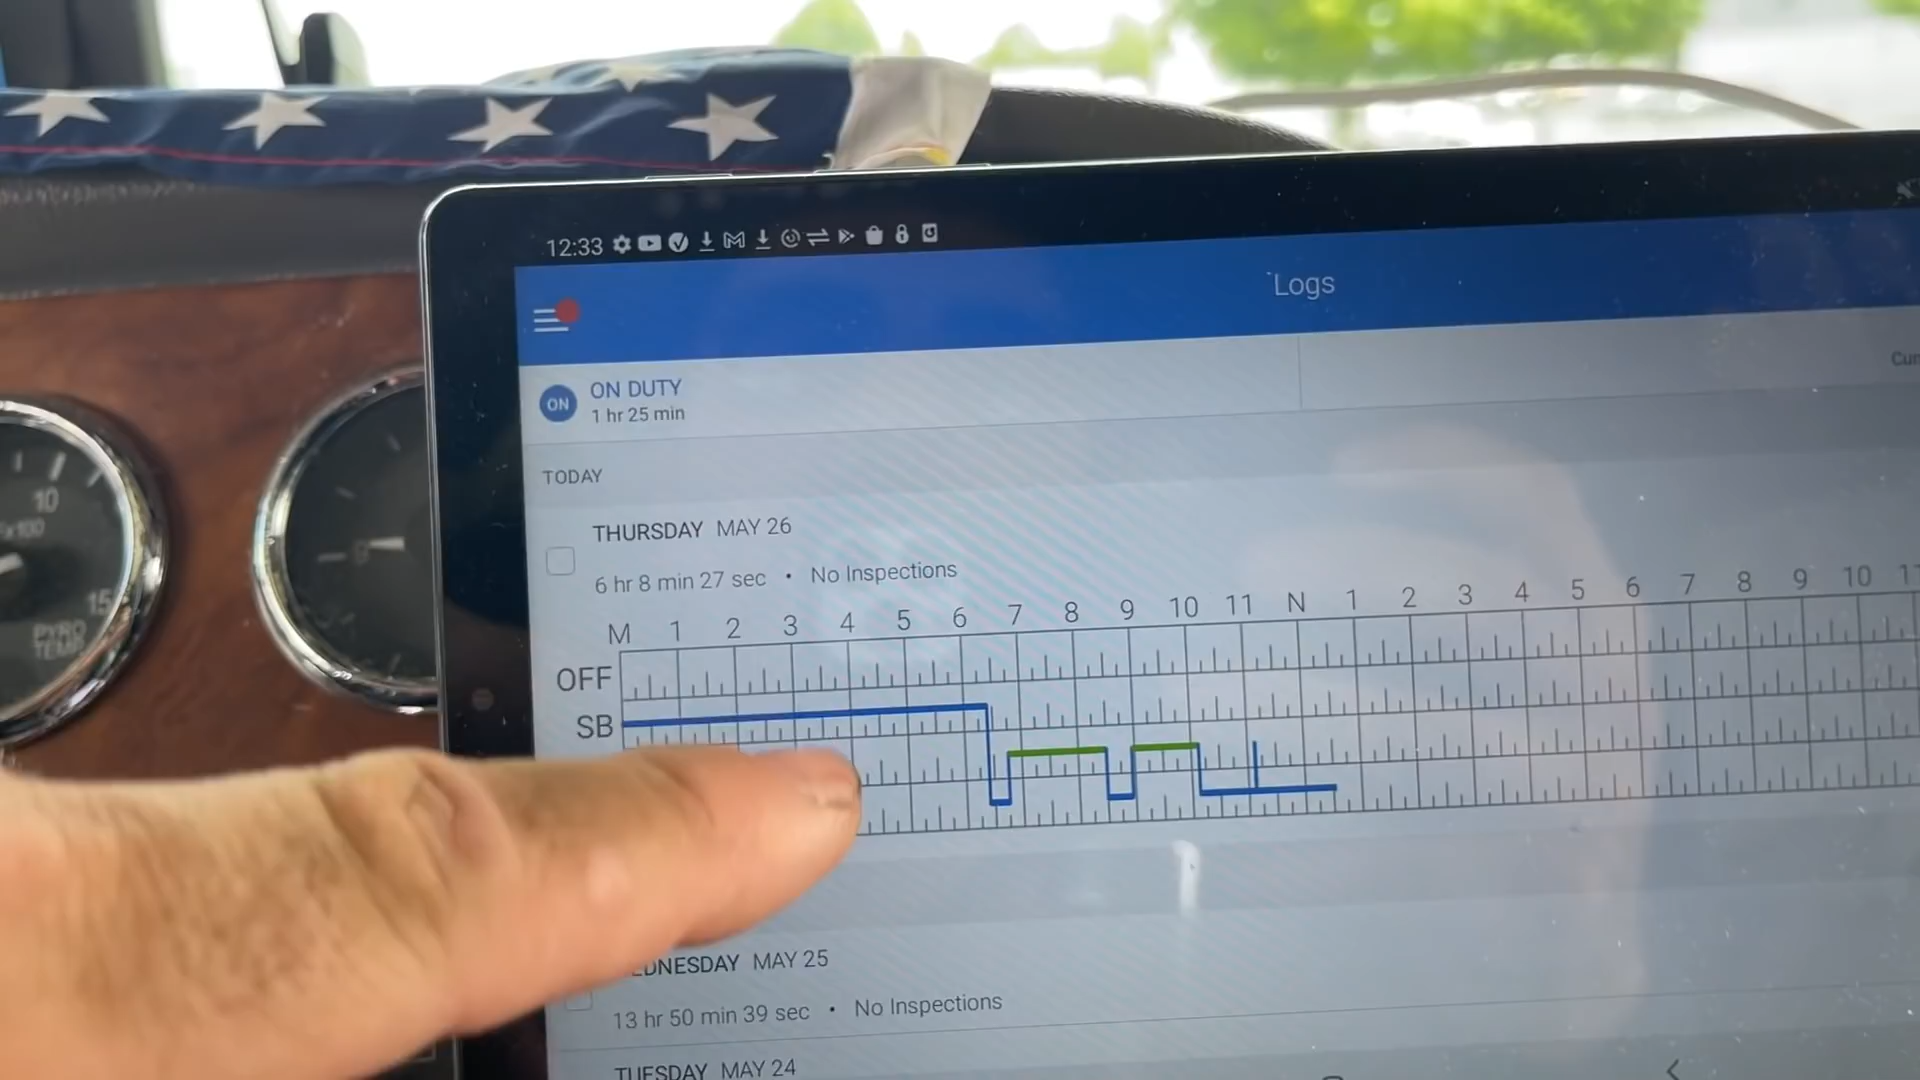 12:33
Logs
ON
ON DUTY
1 hr 25 min
TODAY
THURSDAY MAY 26
6 hr 8 min 27 sec • No Inspections
M 1 2 3 4 5 6 7 8 9 10 11 N 1 2 3 4 5 6 7 8 9 10
OFF
SB
MAY 25
13 hr 50 min 39 sec • No Inspections
TUESDAY MAY 24
10
x100
15
PYRO
TEMP